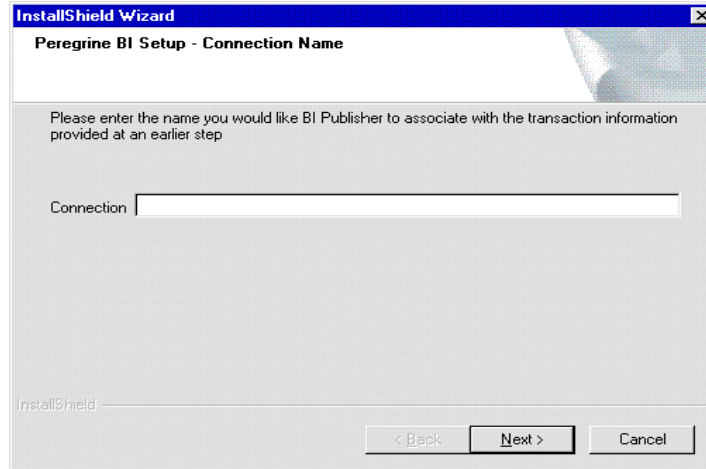 InstallShield Wizard
Peregrine BI Setup - Connection Name
Please enter the name you would like BI Publisher to associate with the transaction information
provided at an earlier step
Connection
InstallShield
< Back Next > Cancel